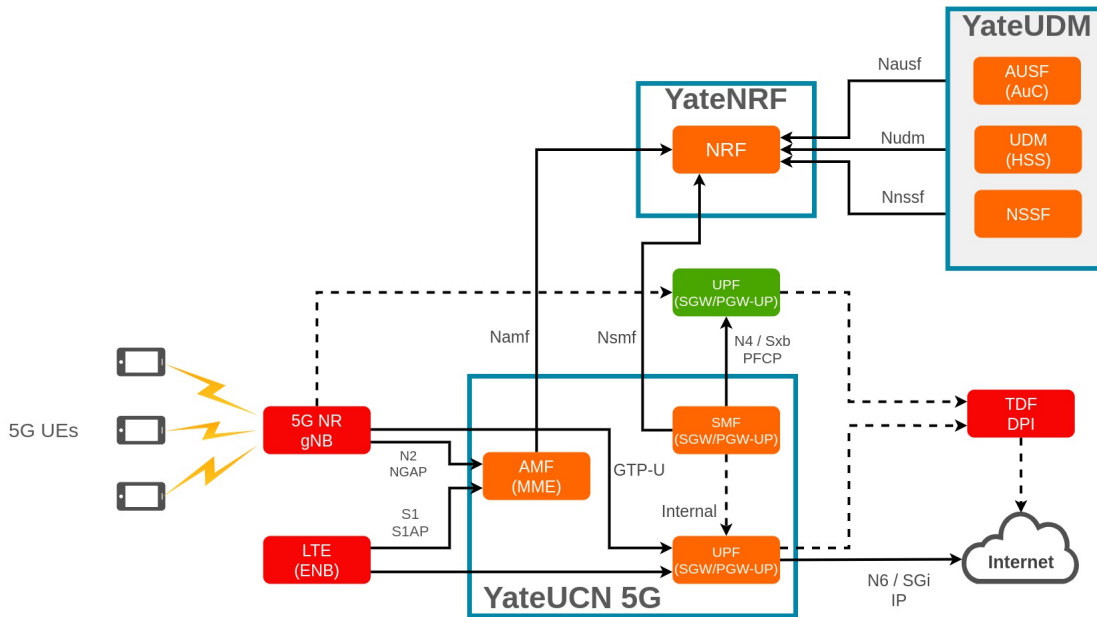 YateUDM
Nausf
AUSF
(AuC)
YateNRF
NRF
Nudm
UDM
(HSS)
Nnssf
NSSF
UPF
(SGW/PGW-UP)
Namf
Nsmf
N4 / Sxb
PFCP
5G UEs
5G NR
gNB
SMF
(SGW/PGW-UP)
TDF
DPI
N2
NGAP
AMF
(MME)
GTP-U
S1
S1AP
Internal
LTE
(ENB)
UPF
(SGW/PGW-UP)
Internet
N6 / SGi
IP
YateUCN 5G